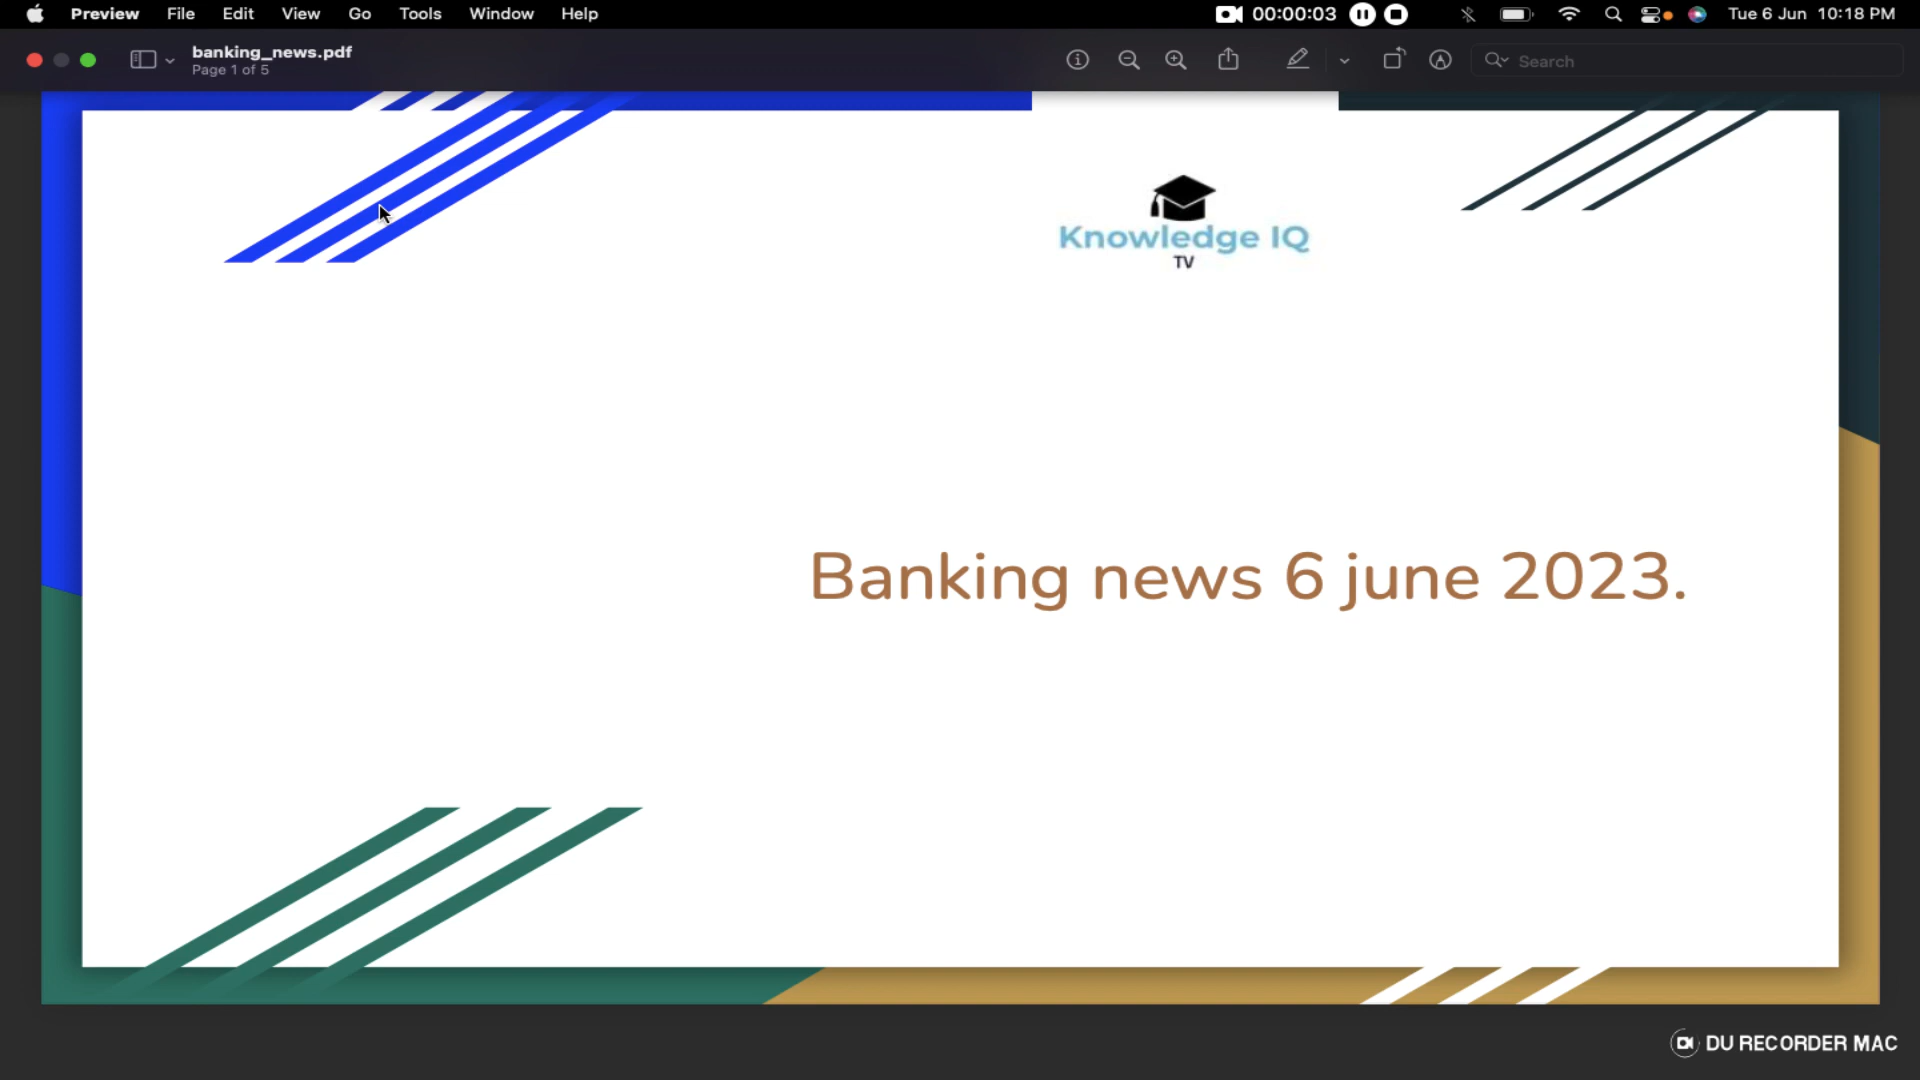 Preview File Edit View Go Tools Window Help 00:00:03 Tue 6 Jun 10:18 PM
banking_news.pdf
Page 1 of 5
Search
Knowledge IQ
TV
Banking news 6 june 2023.
DU RECORDER MAC